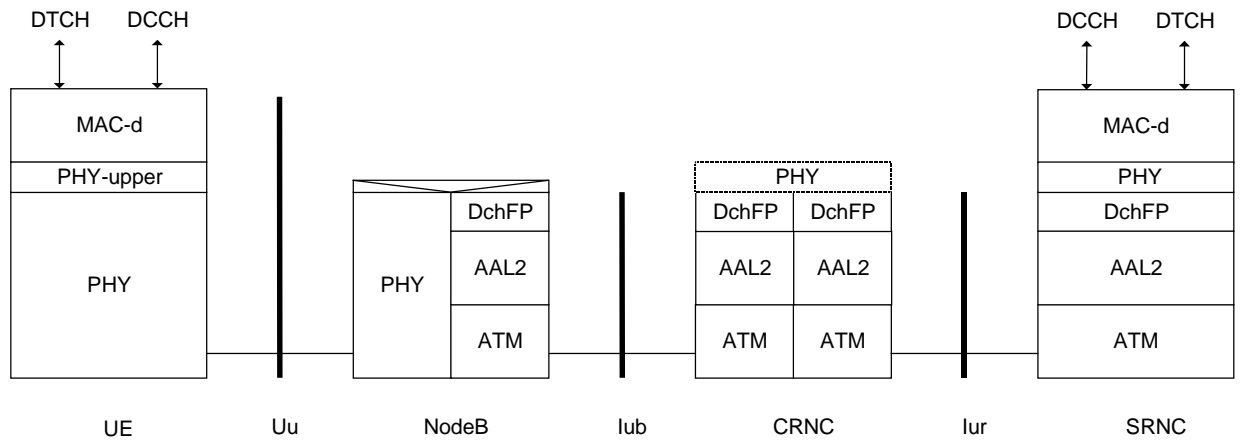 DTCH DCCH DCCH DTCH
MAC-d MAC-d
PHY-upper PHY PHY
DchFP DchFP DchFP DchFP
PHY PHY AAL2 AAL2 AAL2 AAL2
ATM ATM ATM ATM
UE Uu NodeB Iub CRNC Iur SRNC